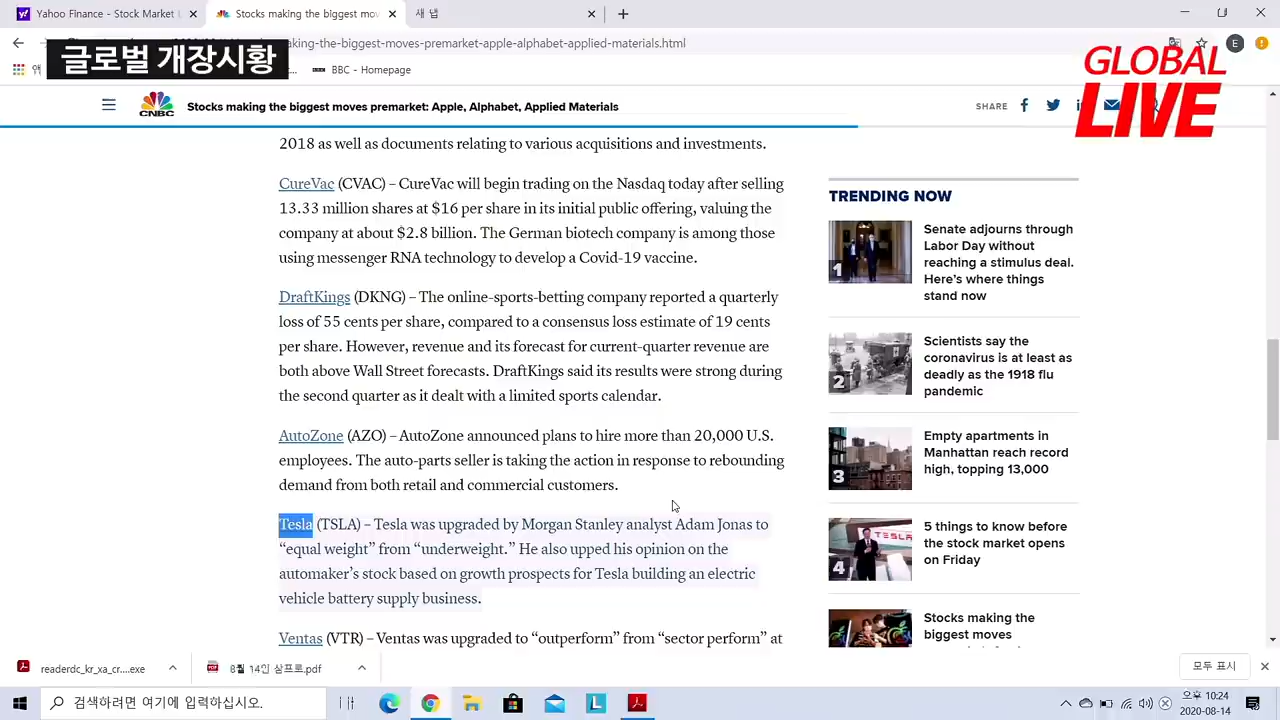 Yahoo Finance -
Stocks making the biggest mo
새 탭
aking-the-biggest-moves-premarket-apple-alphabet-applied-materials.html
E
글로벌 개장시황
BBC - Homepage
GLOBAL
LIVE
CNBC
Stocks making the biggest moves premarket: Apple, Alphabet, Applied Materials
SHARE
2018 as well as documents relating to various acquisitions and investments.
CureVac (CVAC) – CureVac will begin trading on the Nasdaq today after selling
13.33 million shares at $16 per share in its initial public offering, valuing the
company at about $2.8 billion. The German biotech company is among those
using messenger RNA technology to develop a Covid-19 vaccine.
DraftKings (DKNG) – The online-sports-betting company reported a quarterly
loss of 55 cents per share, compared to a consensus loss estimate of 19 cents
per share. However, revenue and its forecast for current-quarter revenue are
both above Wall Street forecasts. DraftKings said its results were strong during
the second quarter as it dealt with a limited sports calendar.
AutoZone (AZO) – AutoZone announced plans to hire more than 20,000 U.S.
employees. The auto-parts seller is taking the action in response to rebounding
demand from both retail and commercial customers.
Tesla (TSLA) – Tesla was upgraded by Morgan Stanley analyst Adam Jonas to
“equal weight” from “underweight.” He also upped his opinion on the
automaker’s stock based on growth prospects for Tesla building an electric
vehicle battery supply business.
Ventas (VTR) – Ventas was upgraded to “outperform” from “sector perform” at
TRENDING NOW
1
Senate adjourns through
Labor Day without
reaching a stimulus deal.
Here’s where things
stand now
2
Scientists say the
coronavirus is at least as
deadly as the 1918 flu
pandemic
3
Empty apartments in
Manhattan reach record
high, topping 13,000
4
5 things to know before
the stock market opens
on Friday
Stocks making the
biggest moves
readerdc_kr_xa_cr....exe
8월 14일 삼프로.pdf
모두 표시
검색하려면 여기에 입력하십시오.
오후 10:24
2020-08-14